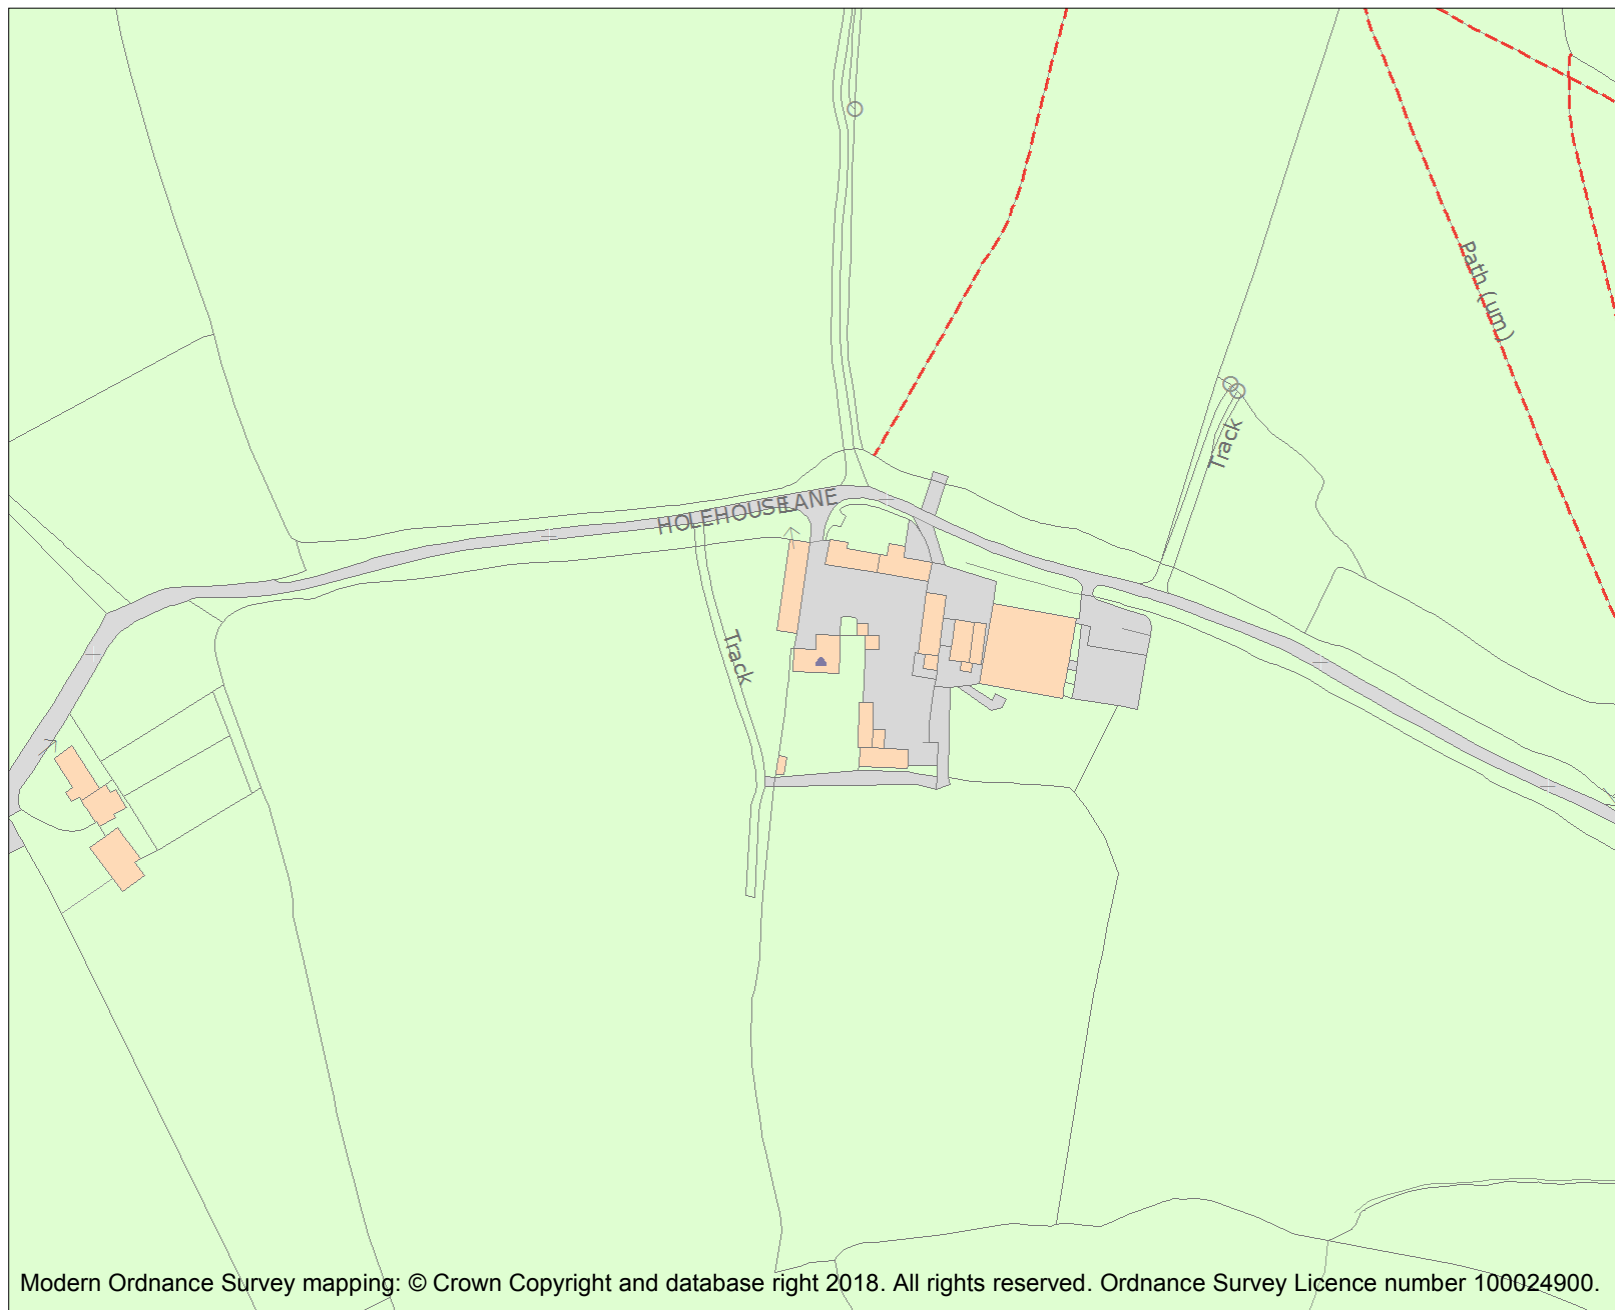 Path (um)
Track
HOLEHOUSE LANE
Track
Modern Ordnance Survey mapping: © Crown Copyright and database right 2018. All rights reserved. Ordnance Survey Licence number 100024900.